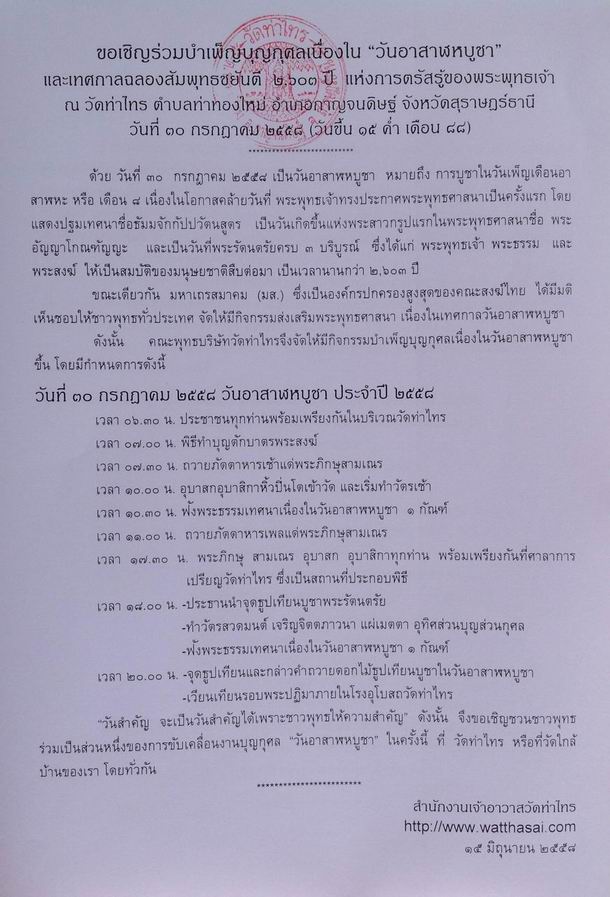 ขอเชิญร่วมบำเพ็ญบุญกุศลเนื่องใน “วันอาสาฬหบูชา”
และเทศกาลฉลองสัมพุทธชยันตี ๒,๖๐๓ ปี แห่งการตรัสรู้ของพระพุทธเจ้า
ณ วัดท่าไทร ตำบลท่าทองใหม่ อำเภอกาญจนดิษฐ์ จังหวัดสุราษฎร์ธานี
วันที่ ๓๐ กรกฎาคม ๒๕๕๘ (วันขึ้น ๑๕ ค่ำ เดือน ๘๘)
ด้วย วันที่ ๓๐ กรกฎาคม ๒๕๕๘ เป็นวันอาสาฬหบูชา หมายถึง การบูชาในวันเพ็ญเดือนอา
สาฬหะ หรือ เดือน ๘ เนื่องในโอกาสคล้ายวันที่ พระพุทธเจ้าทรงประกาศพระพุทธศาสนาเป็นครั้งแรก โดย
แสดงปฐมเทศนาชื่อธัมมจักกัปปวัตนสูตร เป็นวันเกิดขึ้นแห่งพระสาวกรูปแรกในพระพุทธศาสนาชื่อ พระ
อัญญาโกณฑัญญะ และเป็นวันที่พระรัตนตรัยครบ ๓ บริบูรณ์ ซึ่งได้แก่ พระพุทธเจ้า พระธรรม และ
พระสงฆ์ ให้เป็นสมบัติของมนุษยชาติสืบต่อมา เป็นเวลานานกว่า ๒,๖๐๓ ปี
ขณะเดียวกัน มหาเถรสมาคม (มส.) ซึ่งเป็นองค์กรปกครองสูงสุดของคณะสงฆ์ไทย ได้มีมติ
เห็นชอบให้ชาวพุทธทั่วประเทศ จัดให้มีกิจกรรมส่งเสริมพระพุทธศาสนา เนื่องในเทศกาลวันอาสาฬหบูชา
ดังนั้น คณะพุทธบริษัทวัดท่าไทรจึงจัดให้มีกิจกรรมบำเพ็ญบุญกุศลเนื่องในวันอาสาฬหบูชา
ขึ้น โดยมีกำหนดการดังนี้
วันที่ ๓๐ กรกฎาคม ๒๕๕๘ วันอาสาฬหบูชา ประจำปี ๒๕๕๘
เวลา ๐๖.๓๐ น. ประชาชนทุกท่านพร้อมเพรียงกันในบริเวณวัดท่าไทร
เวลา ๐๗.๐๐ น. พิธีทำบุญตักบาตรพระสงฆ์
เวลา ๐๗.๓๐ น. ถวายภัตตาหารเช้าแด่พระภิกษุสามเณร
เวลา ๑๐.๐๐ น. อุบาสกอุบาสิกาหิ้วปิ่นโตเข้าวัด และเริ่มทำวัตรเช้า
เวลา ๑๐.๓๐ น. ฟังพระธรรมเทศนาเนื่องในวันอาสาฬหบูชา ๑ กัณฑ์
เวลา ๑๑.๐๐ น. ถวายภัตตาหารเพลแด่พระภิกษุสามเณร
เวลา ๑๗.๓๐ น. พระภิกษุ สามเณร อุบาสก อุบาสิกาทุกท่าน พร้อมเพรียงกันที่ศาลาการ
เปรียญวัดท่าไทร ซึ่งเป็นสถานที่ประกอบพิธี
เวลา ๑๘.๐๐ น. -ประธานนำจุดธูปเทียนบูชาพระรัตนตรัย
-ทำวัตรสวดมนต์ เจริญจิตตภาวนา แผ่เมตตา อุทิศส่วนบุญส่วนกุศล
-ฟังพระธรรมเทศนาเนื่องในวันอาสาฬหบูชา ๑ กัณฑ์
เวลา ๒๐.๐๐ น. -จุดธูปเทียนและกล่าวคำถวายดอกไม้ธูปเทียนบูชาในวันอาสาฬหบูชา
-เวียนเทียนรอบพระปฏิมาภายในโรงอุโบสถวัดท่าไทร
“วันสำคัญ จะเป็นวันสำคัญได้เพราะชาวพุทธให้ความสำคัญ” ดังนั้น จึงขอเชิญชวนชาวพุทธ
ร่วมเป็นส่วนหนึ่งของการขับเคลื่อนงานบุญกุศล “วันอาสาฬหบูชา” ในครั้งนี้ ที่ วัดท่าไทร หรือที่วัดใกล้
บ้านของเรา โดยทั่วกัน
สำนักงานเจ้าอาวาสวัดท่าไทร
http://www.watthasai.com
๑๕ มิถุนายน ๒๕๕๘